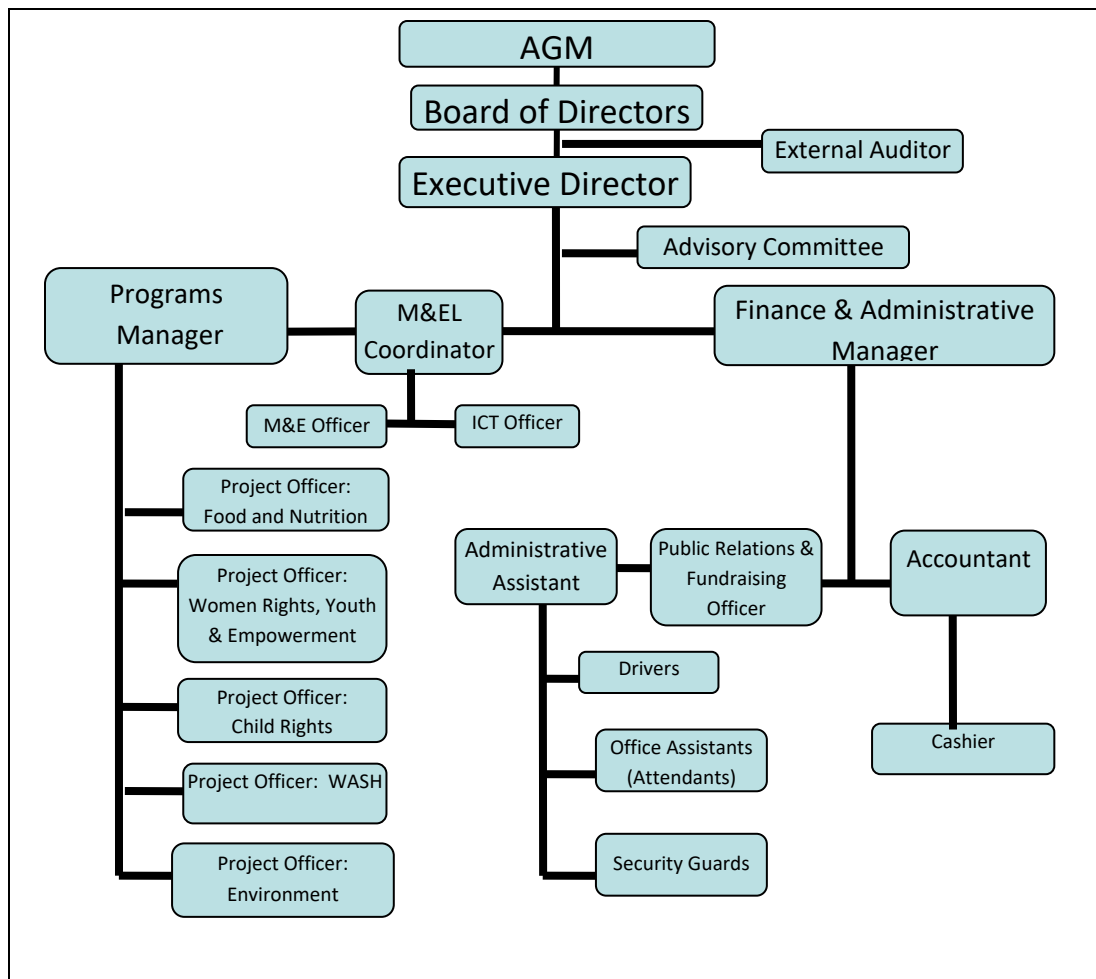 AGM
Board of Directors
External Auditor
Executive Director
Advisory Committee
Programs
Manager
M&EL
Coordinator
Finance & Administrative
Manager
M&E Officer
ICT Officer
Project Officer:
Food and Nutrition
Project Officer:
Women Rights, Youth
& Empowerment
Project Officer:
Child Rights
Project Officer: WASH
Project Officer:
Environment
Administrative
Assistant
Public Relations &
Fundraising
Officer
Accountant
Drivers
Office Assistants
(Attendants)
Security Guards
Cashier